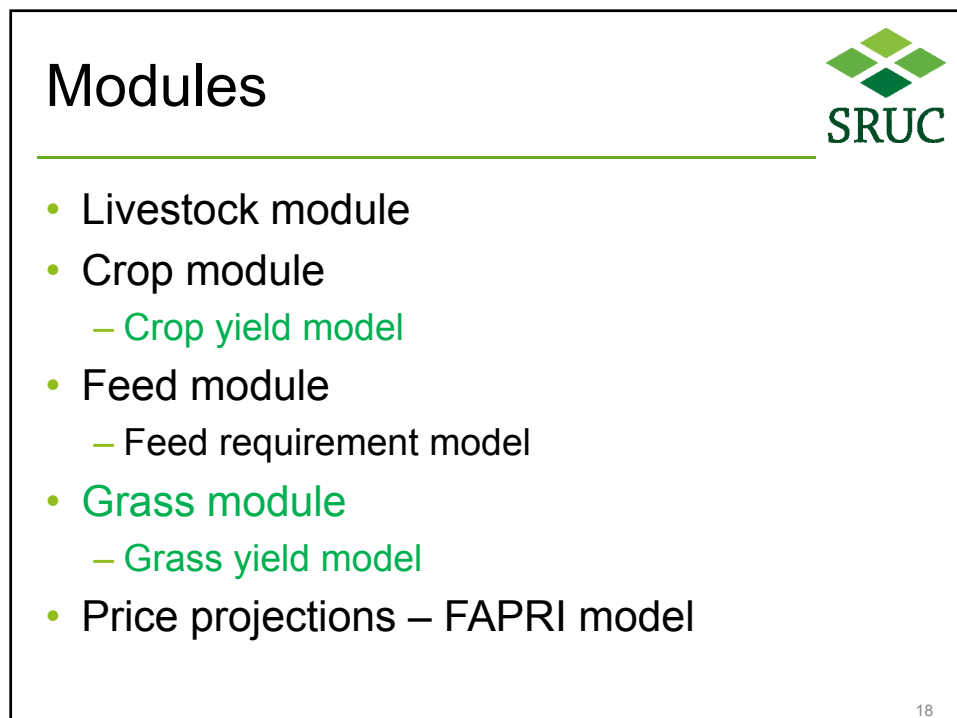 Modules
SRUC
• Livestock module
• Crop module
– Crop yield model
• Feed module
– Feed requirement model
• Grass module
– Grass yield model
• Price projections – FAPRI model
18